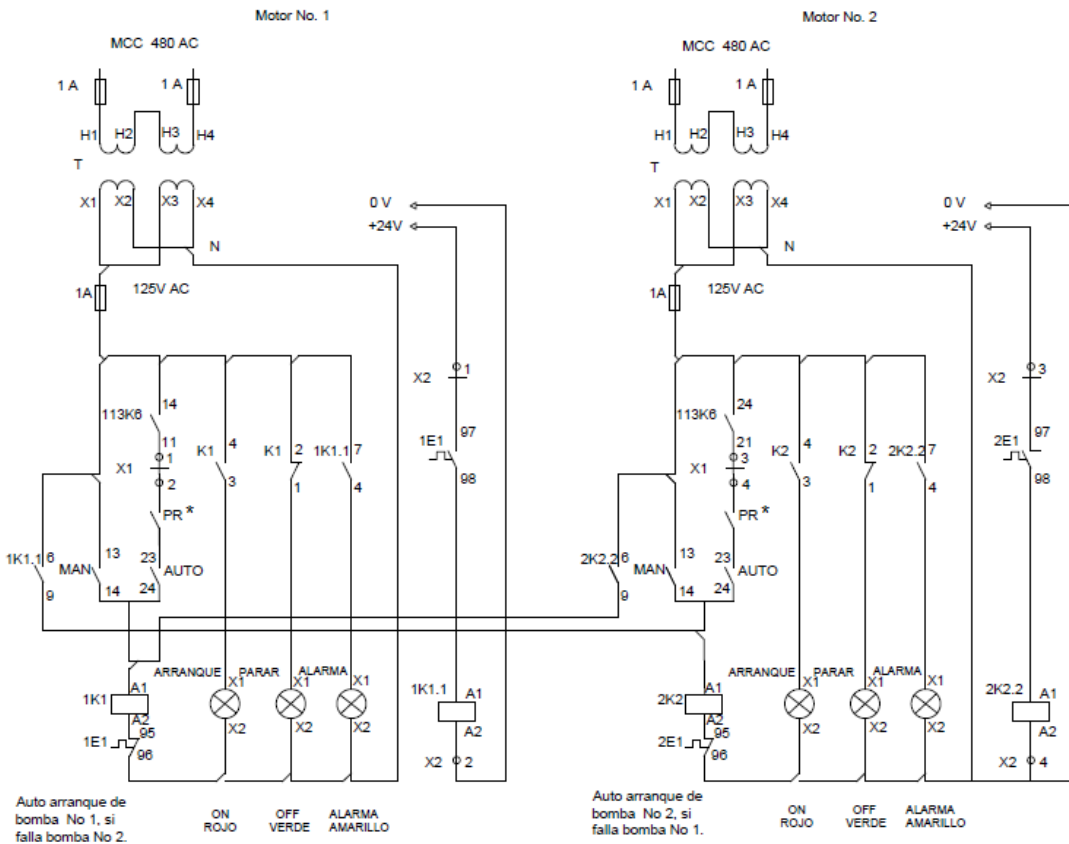 Motor No. 1
MCC 480 AC
1 A
1 A
H1
H2
H3
H4
T
X1
X2
X3
X4
0 V
+24V
N
1A
125V AC
X2
1
14
113K6
11
1
X1
2
K1
4
3
K1
2
1
1K1.1
7
4
97
1E1
98
PR *
1K1.1
6
9
MAN
13
14
23
AUTO
24
ARRANQUE
PARAR
ALARMA
X1
X1
X1
1K1
A1
A2
X2
X2
X2
1K1.1
A1
A2
95
1E1
96
X2
2
Auto arranque de
bomba No 1, si
falla bomba No 2.
ON
ROJO
OFF
VERDE
ALARMA
AMARILLO
Motor No. 2
MCC 480 AC
1 A
1 A
H1
H2
H3
H4
T
X1
X2
X3
X4
0 V
+24V
N
1A
125V AC
X2
3
24
113K6
21
3
X1
4
K2
4
3
K2
2
1
2K2.2
7
4
97
2E1
98
PR *
2K2.2
6
9
MAN
13
14
23
AUTO
24
ARRANQUE
PARAR
ALARMA
X1
X1
X1
2K2
A1
A2
X2
X2
X2
2K2.2
A1
A2
95
2E1
96
X2
4
Auto arranque de
bomba No 2, si
falla bomba No 1.
ON
ROJO
OFF
VERDE
ALARMA
AMARILLO